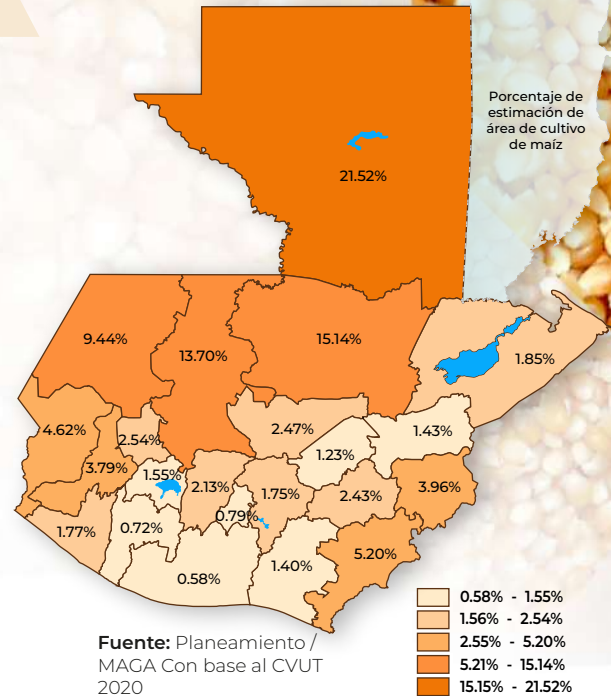 Porcentaje de
estimación de
área de cultivo
de maíz
21.52%
9.44%
13.70%
15.14%
1.85%
4.62%
2.54%
2.47%
1.43%
1.23%
3.79%
1.55%
2.13%
1.75%
2.43%
3.96%
0.79%
1.77%
0.72%
5.20%
1.40%
0.58%
0.58% - 1.55%
1.56% - 2.54%
2.55% - 5.20%
5.21% - 15.14%
15.15% - 21.52%
Fuente: Planeamiento /
MAGA Con base al CVUT
2020